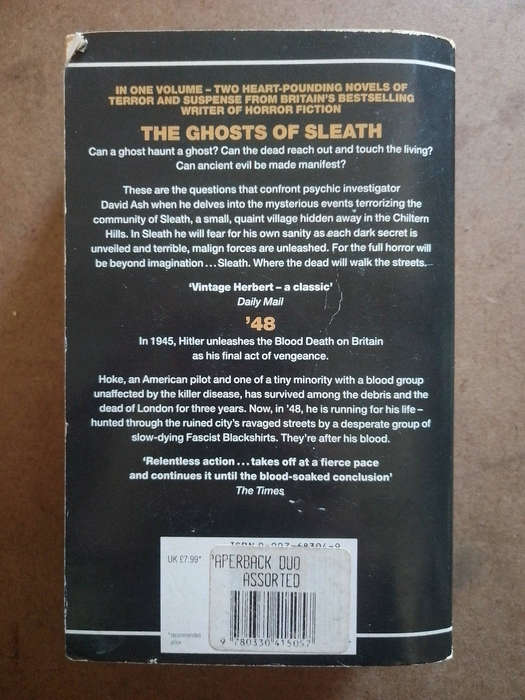 IN ONE VOLUME – TWO HEART-POUNDING NOVELS OF
TERROR AND SUSPENSE FROM BRITAIN'S BESTSELLING
WRITER OF HORROR FICTION
THE GHOSTS OF SLEATH
Can a ghost haunt a ghost? Can the dead reach out and touch the living?
Can ancient evil be made manifest?
These are the questions that confront psychic investigator
David Ash when he delves into the mysterious events terrorizing the
community of Sleath, a small, quaint village hidden away in the Chiltern
Hills. In Sleath he will fear for his own sanity as each dark secret is
unveiled and terrible, malign forces are unleashed. For the full horror will
be beyond imagination... Sleath. Where the dead will walk the streets...
'Vintage Herbert – a classic'
Daily Mail
'48
In 1945, Hitler unleashes the Blood Death on Britain
as his final act of vengeance.
Hoke, an American pilot and one of a tiny minority with a blood group
unaffected by the killer disease, has survived among the debris and the
dead of London for three years. Now, in '48, he is running for his life –
hunted through the ruined city's ravaged streets by a desperate group of
slow-dying Fascist Blackshirts. They're after his blood.
'Relentless action... takes off at a fierce pace
and continues it until the blood-soaked conclusion'
The Times
UK £7.99*
PAPERBACK DUO
ASSORTED
9 780330 415057
*recommended
price